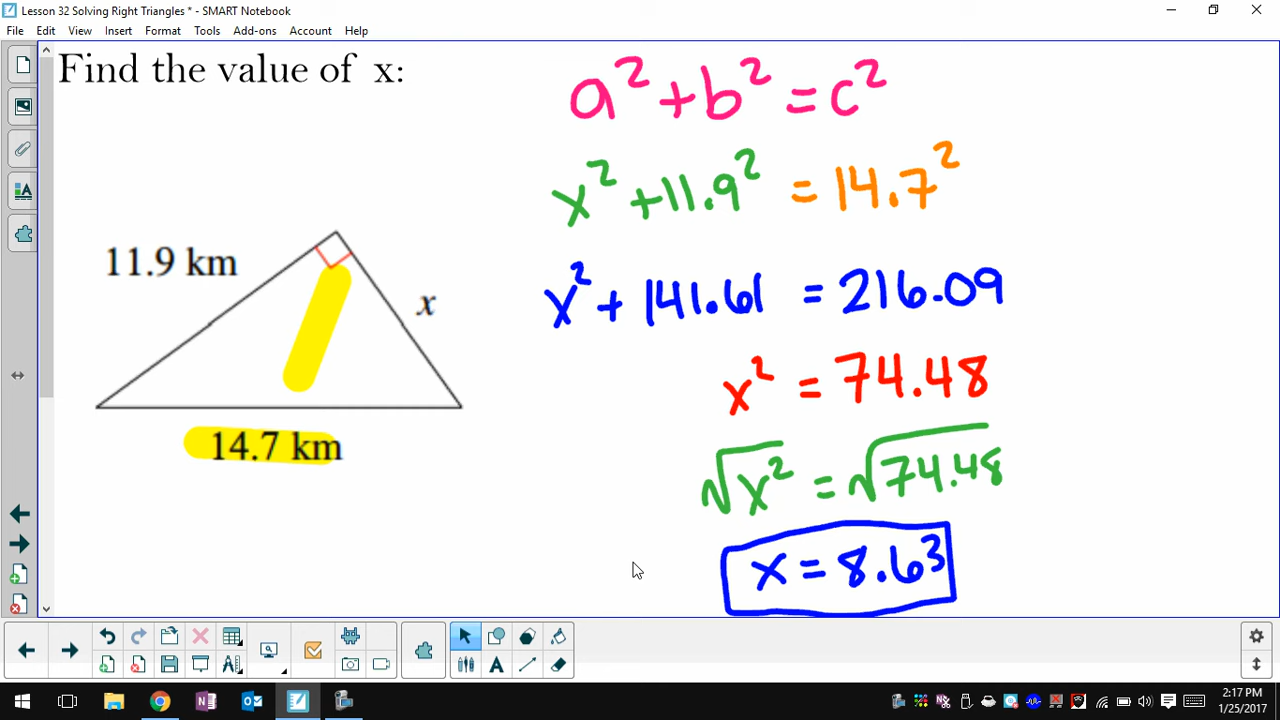 Lesson 32 Solving Right Triangles * - SMART Notebook
File Edit View Insert Format Tools Add-ons Account Help
Find the value of x:
a² + b² = c²
x² + 11.9² = 14.7²
11.9 km
x
x² + 141.61 = 216.09
x² = 74.48
14.7 km
√x² = √74.48
x = 8.63
2:17 PM
1/25/2017